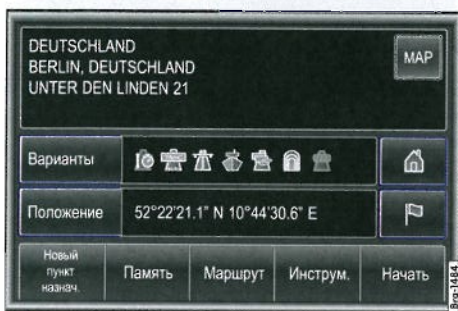 DEUTSCHLAND
BERLIN, DEUTSCHLAND
UNTER DEN LINDEN 21
MAP
Варианты
Положение
52°22'21.1" N 10°44'30.6" E
Новый
пункт
назнач.
Память
Маршрут
Инструм.
Начать
Brg-1484